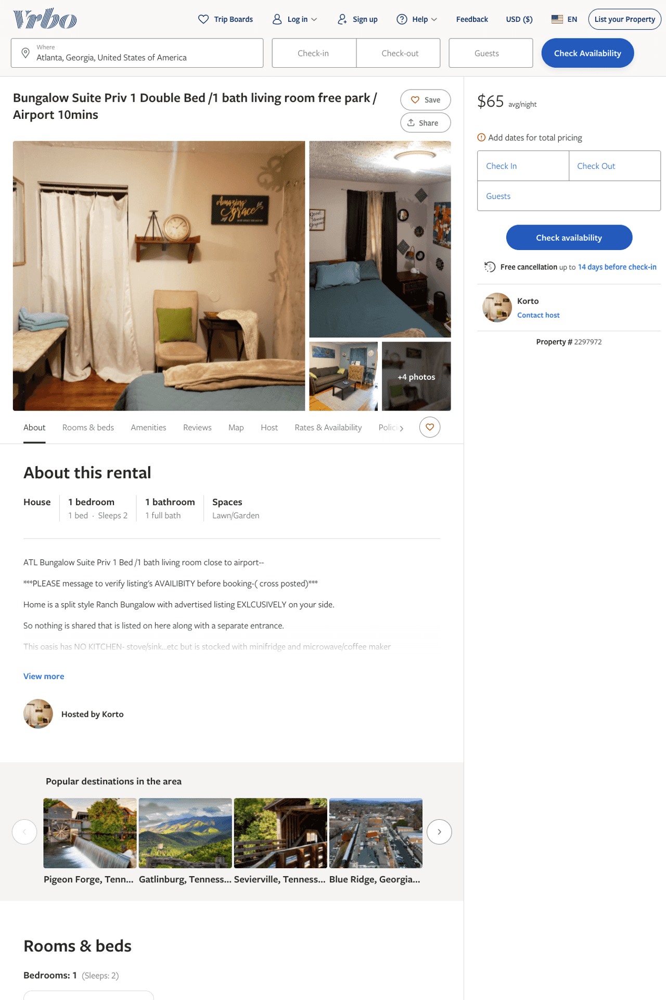 Vrbo
Trip Boards
Log in
Sign up
Help
Feedback
USD ($)
EN
List your Property
Where
Atlanta, Georgia, United States of America
Check-in
Check-out
Guests
Check Availability
Bungalow Suite Priv 1 Double Bed /1 bath living room free park /
Airport 10mins
Save
Share
Amazing
grace
Good
Morning
Gorgeous
+4 photos
$65 avg/night
Add dates for total pricing
Check In
Check Out
Guests
Check availability
Free cancellation up to 14 days before check-in
Korto
Contact host
Property # 2297972
About
Rooms & beds
Amenities
Reviews
Map
Host
Rates & Availability
Polici
About this rental
House
1 bedroom
1 bed · Sleeps 2
1 bathroom
1 full bath
Spaces
Lawn/Garden
ATL Bungalow Suite Priv 1 Bed /1 bath living room close to airport--
***PLEASE message to verify listing's AVAILIBITY before booking-( cross posted)***
Home is a split style Ranch Bungalow with advertised listing EXLCUSIVELY on your side.
So nothing is shared that is listed on here along with a separate entrance.
This oasis has NO KITCHEN- stove/sink...etc but is stocked with minifridge and microwave/coffee maker
View more
Hosted by Korto
Popular destinations in the area
Pigeon Forge, Tenn...
Gatlinburg, Tenness...
Sevierville, Tenness...
Blue Ridge, Georgia...
Rooms & beds
Bedrooms: 1 (Sleeps: 2)